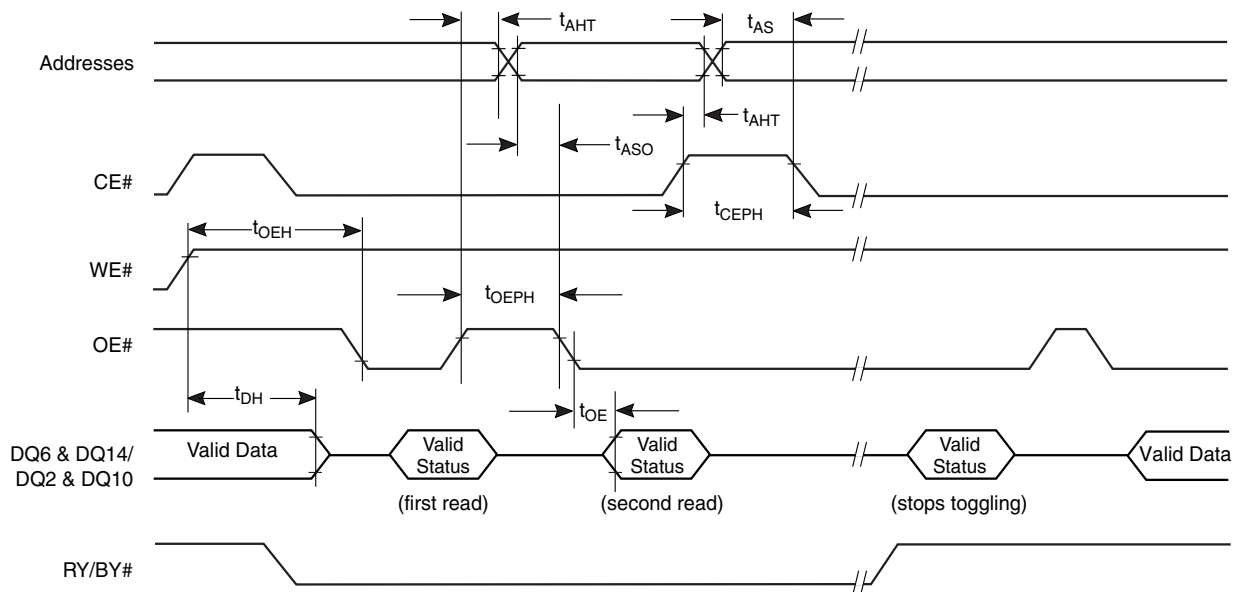 tAHT
tAS
Addresses
tAHT
tASO
CE#
tCEPH
tOEH
WE#
tOEPH
OE#
tDH
tOE
DQ6 & DQ14/
DQ2 & DQ10
Valid Data
Valid
Status
Valid
Status
Valid
Status
Valid Data
(first read)
(second read)
(stops toggling)
RY/BY#